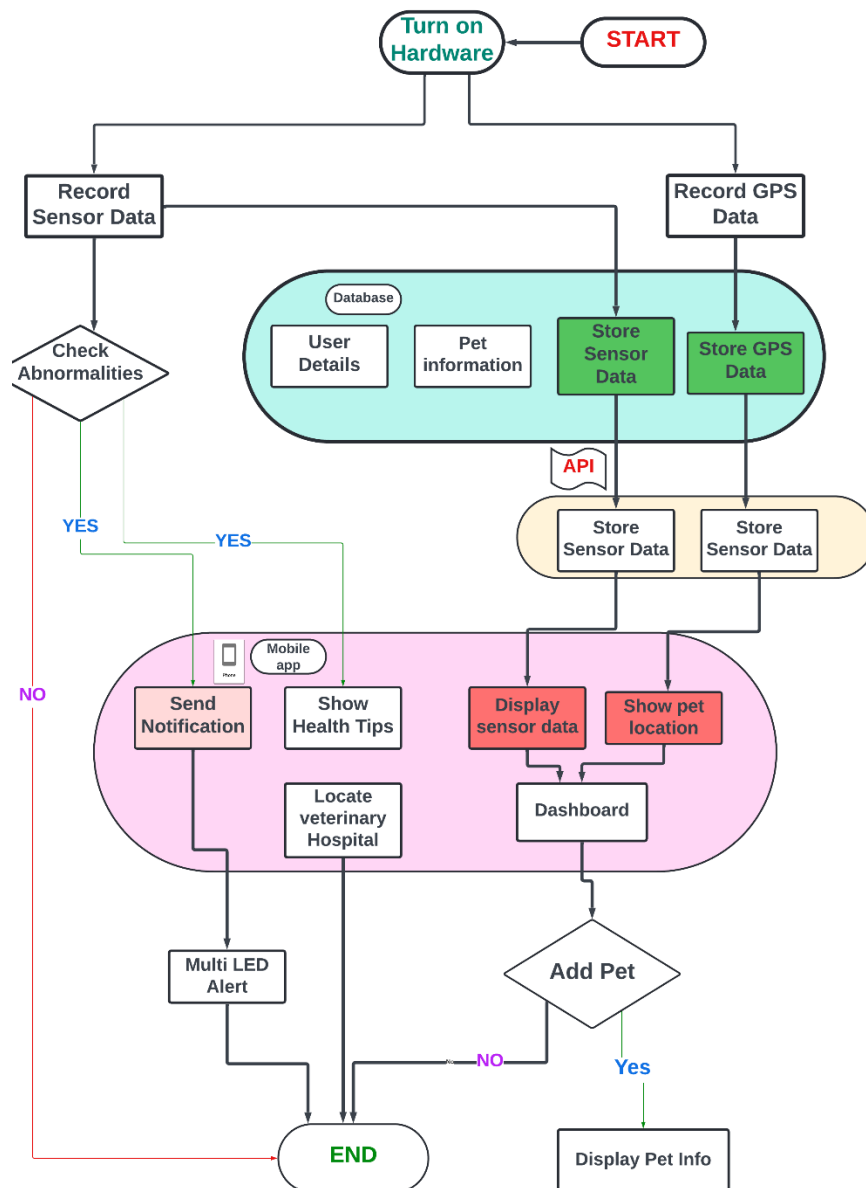 Turn on
Hardware
START
Record
Sensor Data
Record GPS
Data
Database
User
Details
Pet
information
Store
Sensor
Data
Store GPS
Data
Check
Abnormalities
API
Store
Sensor Data
Store
Sensor Data
YES
YES
Mobile
app
Phone
NO
Send
Notification
Show
Health Tips
Display
sensor data
Show pet
location
Locate
veterinary
Hospital
Dashboard
Multi LED
Alert
Add Pet
No
NO
Yes
END
Display Pet Info